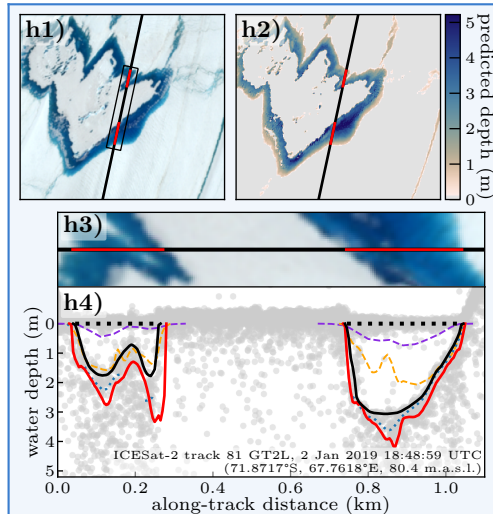 h1)
h2)
5
4
3
2
1
0
predicted depth (m)
h3)
h4)
0
1
2
3
4
5
water depth (m)
ICESat-2 track 81 GT2L, 2 Jan 2019 18:48:59 UTC
(71.8717°S, 67.7618°E, 80.4 m.a.s.l.)
0.0 0.2 0.4 0.6 0.8 1.0
along-track distance (km)